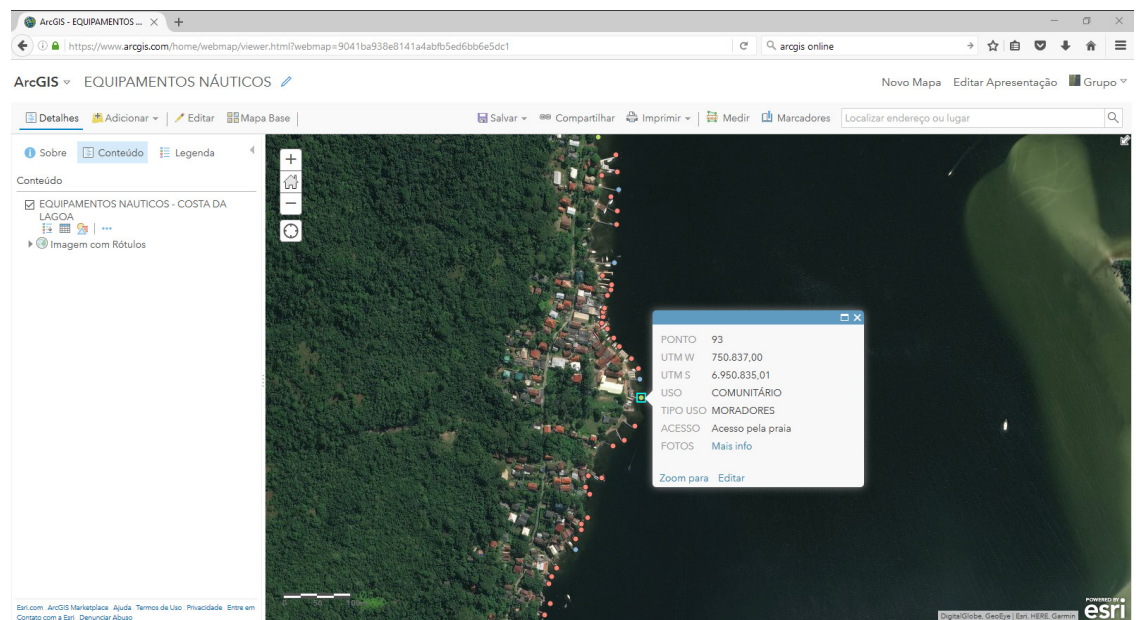 ArcGIS - EQUIPAMENTOS ...
https://www.arcgis.com/home/webmap/viewer.html?webmap=9041ba938e8141a4abfb5ed6bb6e5dc1
arcgis online
ArcGIS EQUIPAMENTOS NÁUTICOS
Novo Mapa Editar Apresentação Grupo
Detalhes Adicionar Editar Mapa Base
Salvar Compartilhar Imprimir Medir Marcadores Localizar endereço ou lugar
Sobre Conteúdo Legenda
Conteúdo
EQUIPAMENTOS NAUTICOS - COSTA DA
LAGOA
Imagem com Rótulos
PONTO 93
UTM W 750.837,00
UTM S 6.950.835,01
USO COMUNITÁRIO
TIPO USO MORADORES
ACESSO Acesso pela praia
FOTOS Mais info
Zoom para Editar
0 50
Esri.com ArcGIS Marketplace Ajuda Termos de Uso Privacidade Entre em
Contato com a Esri Denunciar Abuso
DigitalGlobe, GeoEye | Esri, HERE, Garmin
POWERED BY
esri